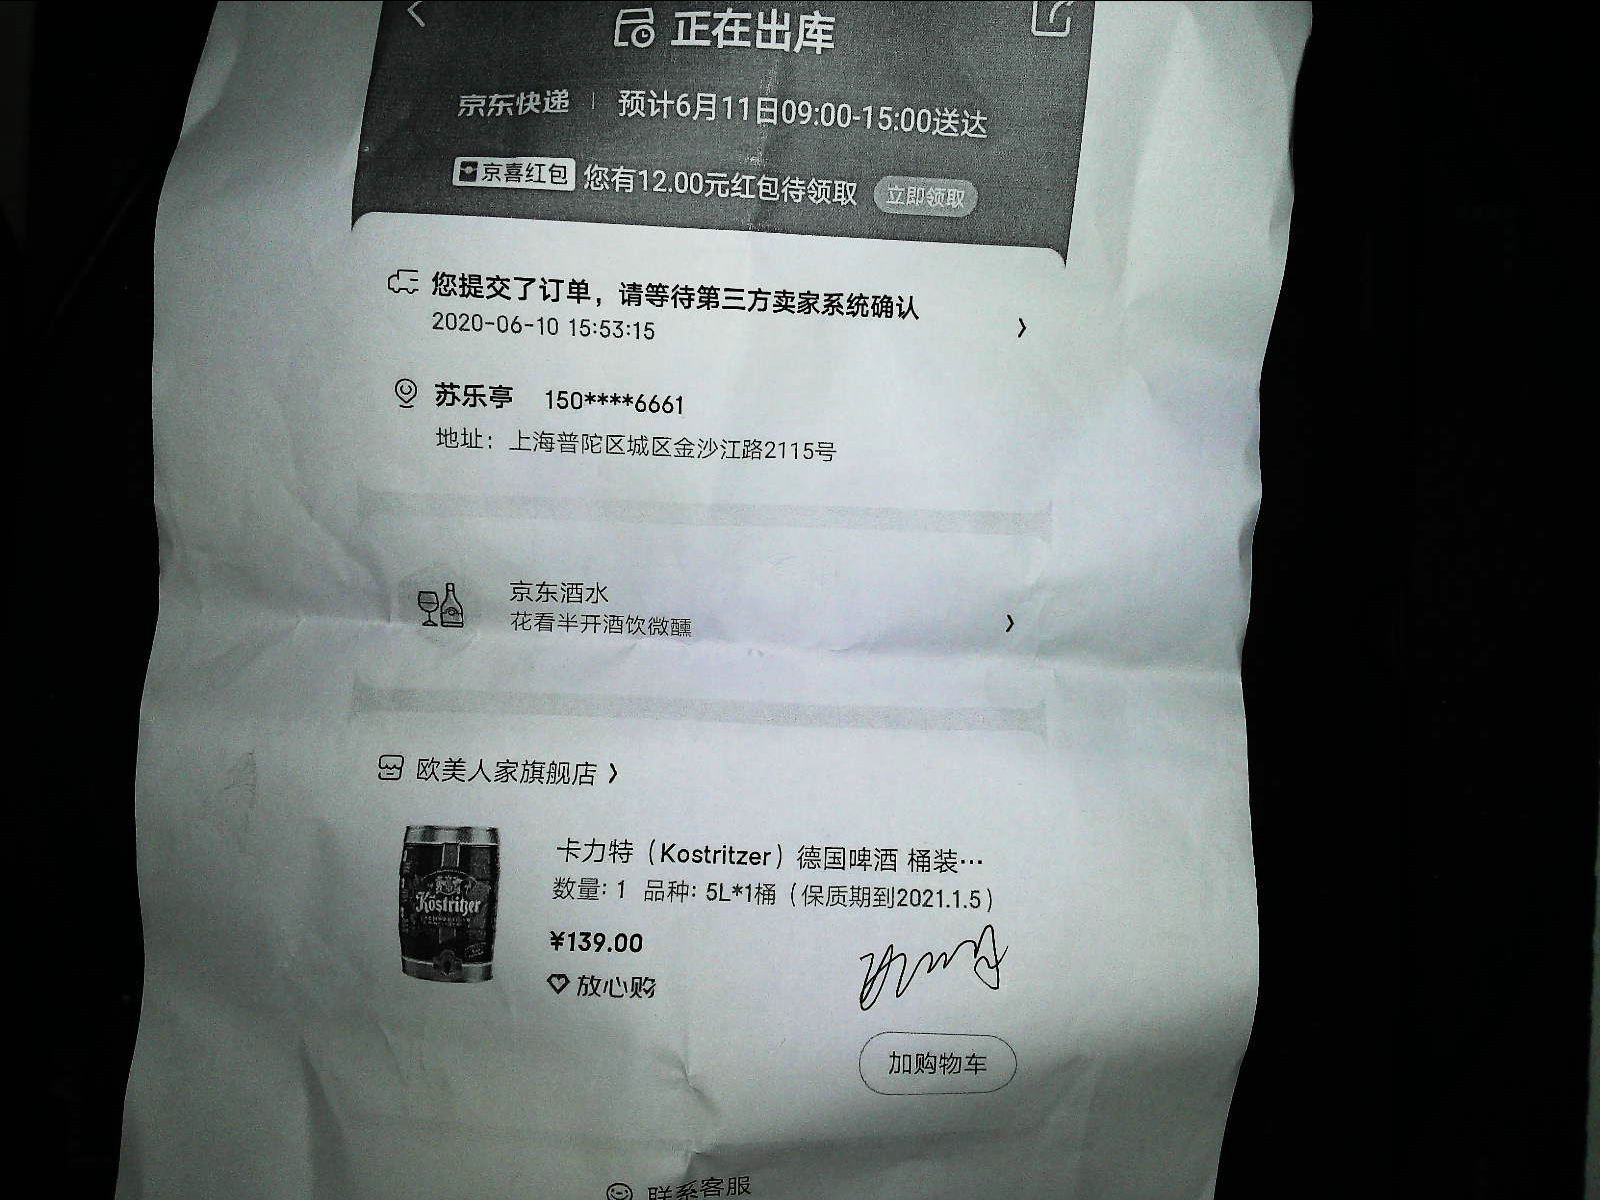 正在出库
京东快递 | 预计6月11日09:00-15:00送达
京喜红包 您有12.00元红包待领取 立即领取
您提交了订单，请等待第三方卖家系统确认
2020-06-10 15:53:15
苏乐亭 150****6661
地址：上海普陀区城区金沙江路2115号
京东酒水
花看半开酒饮微醺
欧美人家旗舰店
卡力特（Kostritzer）德国啤酒 桶装…
数量: 1 品种: 5L*1桶（保质期到2021.1.5）
Köstritzer
¥139.00
放心购
加购物车
联系客服